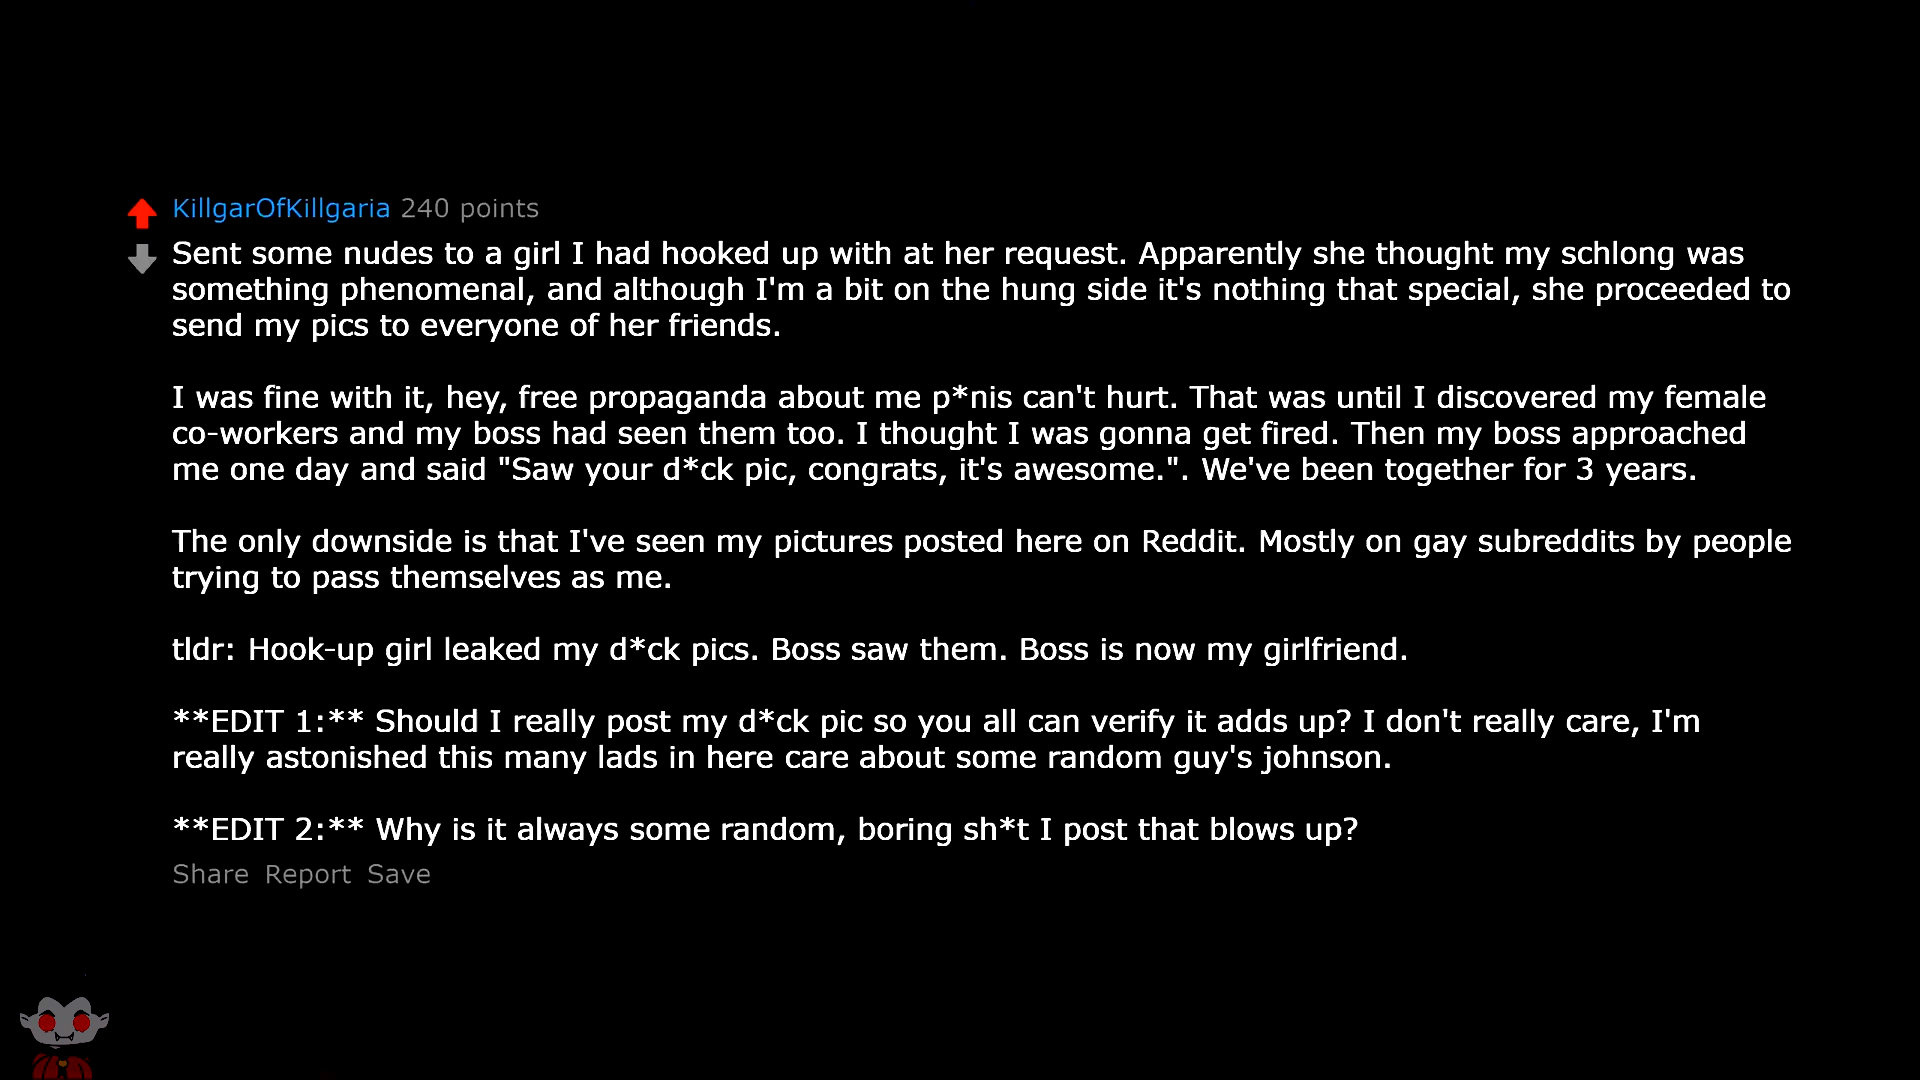 KillgarOfKillgaria 240 points
Sent some nudes to a girl I had hooked up with at her request. Apparently she thought my schlong was
something phenomenal, and although I'm a bit on the hung side it's nothing that special, she proceeded to
send my pics to everyone of her friends.
I was fine with it, hey, free propaganda about me p*nis can't hurt. That was until I discovered my female
co-workers and my boss had seen them too. I thought I was gonna get fired. Then my boss approached
me one day and said "Saw your d*ck pic, congrats, it's awesome.". We've been together for 3 years.
The only downside is that I've seen my pictures posted here on Reddit. Mostly on gay subreddits by people
trying to pass themselves as me.
tldr: Hook-up girl leaked my d*ck pics. Boss saw them. Boss is now my girlfriend.
**EDIT 1:** Should I really post my d*ck pic so you all can verify it adds up? I don't really care, I'm
really astonished this many lads in here care about some random guy's johnson.
**EDIT 2:** Why is it always some random, boring sh*t I post that blows up?
Share Report Save